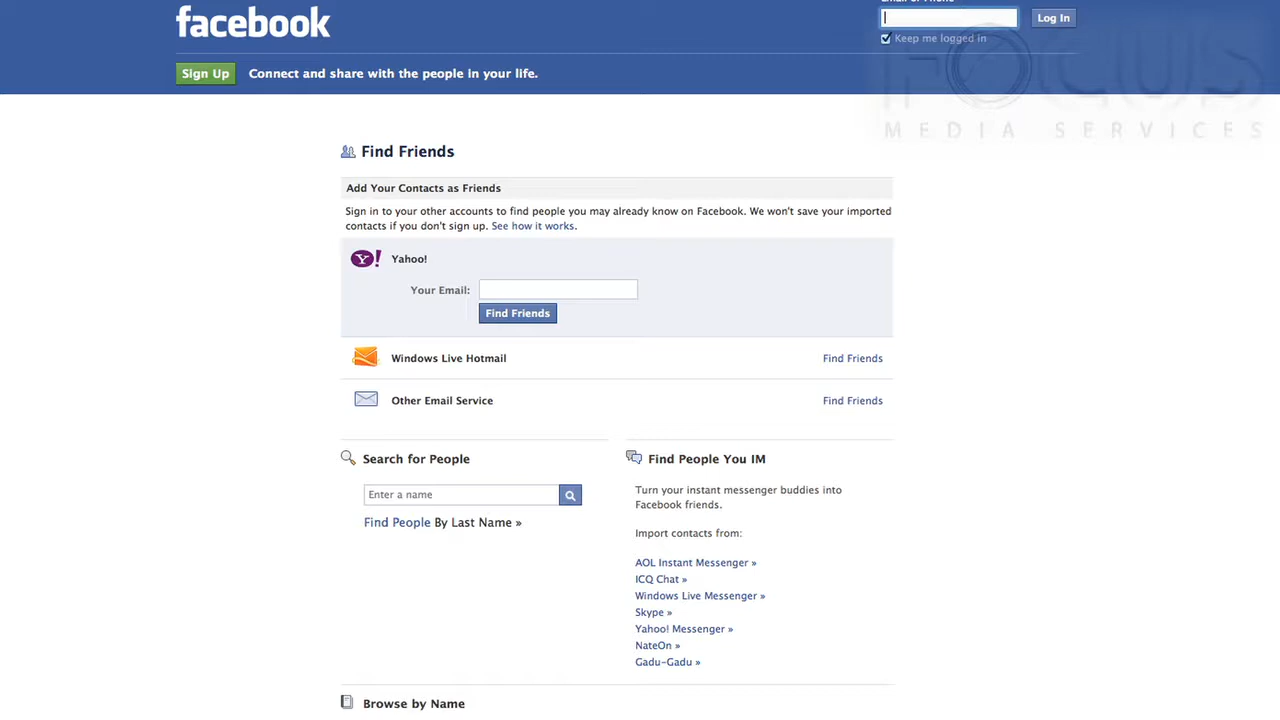 facebook
Log In
Keep me logged in
Sign Up
Connect and share with the people in your life.
FOCUS
MEDIA SERVICES
Find Friends
Add Your Contacts as Friends
Sign in to your other accounts to find people you may already know on Facebook. We won't save your imported
contacts if you don't sign up. See how it works.
Y! Yahoo!
Your Email:
Find Friends
Windows Live Hotmail
Find Friends
Other Email Service
Find Friends
Search for People
Enter a name
Find People By Last Name »
Find People You IM
Turn your instant messenger buddies into
Facebook friends.
Import contacts from:
AOL Instant Messenger »
ICQ Chat »
Windows Live Messenger »
Skype »
Yahoo! Messenger »
NateOn »
Gadu-Gadu »
Browse by Name